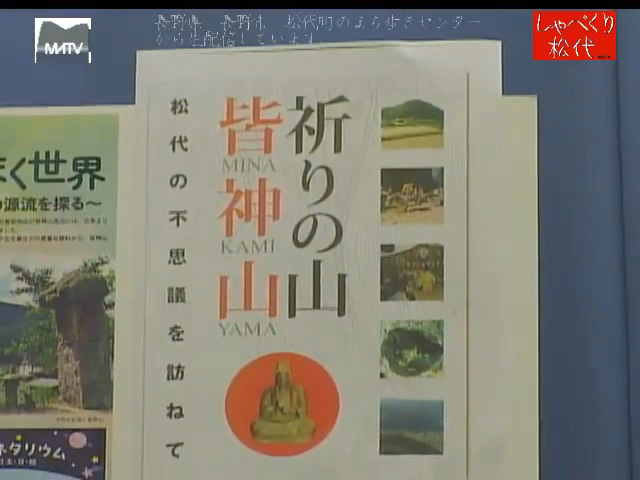 長野県 長野市 松代町のまち歩きセンター
から生配信しています。
しゃべくり
松代
MATV
祈りの山
皆神山
MINA
KAMI
YAMA
松代の不思議を訪ねて
く世界
源流を探る～
タリウム